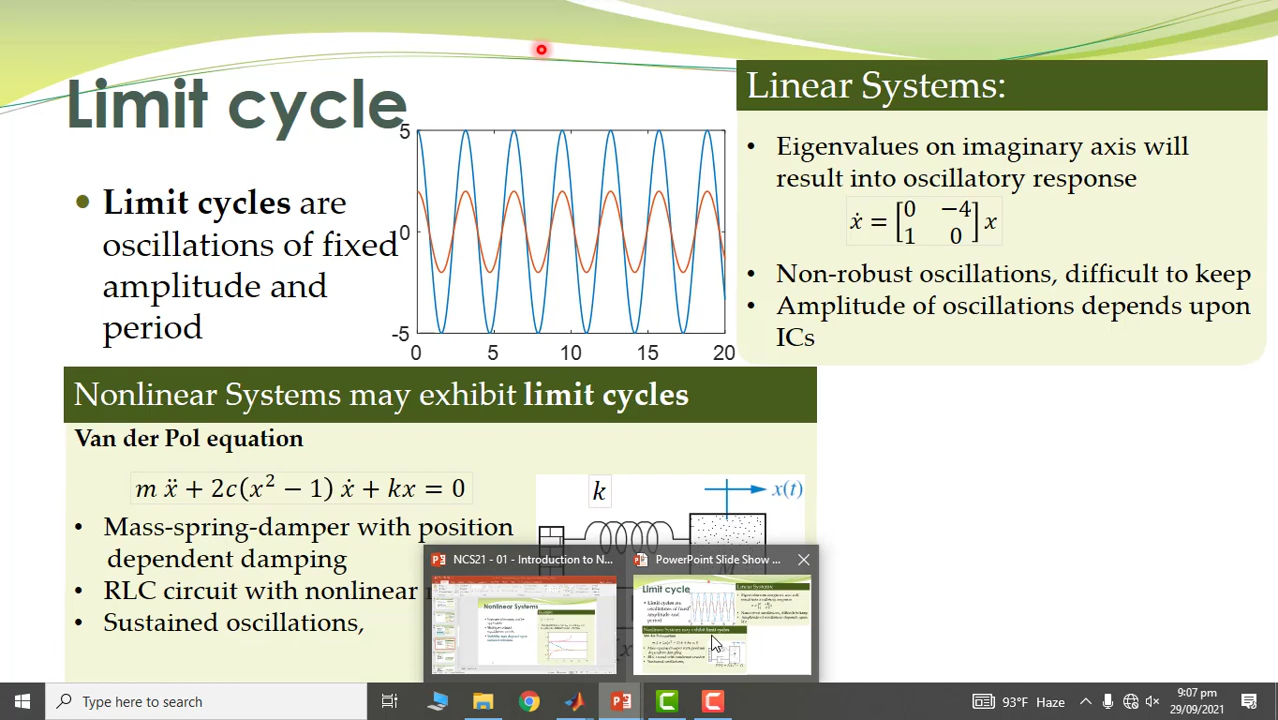 Limit cycle
• Limit cycles are
oscillations of fixed
amplitude and
period
5
0
-5
0 5 10 15 20
Linear Systems:
• Eigenvalues on imaginary axis will
result into oscillatory response
ẋ = [0 −4
1 0] x
• Non-robust oscillations, difficult to keep
• Amplitude of oscillations depends upon
ICs
Nonlinear Systems may exhibit limit cycles
Van der Pol equation
m ẍ + 2c(x² − 1) ẋ + kx = 0
• Mass-spring-damper with position
dependent damping
• RLC circuit with nonlinear
• Sustained oscillations,
k
x(t)
NCS21 - 01 - Introduction to N...
PowerPoint Slide Show ...
Nonlinear Systems
Limit cycle
Type here to search
93°F Haze
9:07 pm
29/09/2021